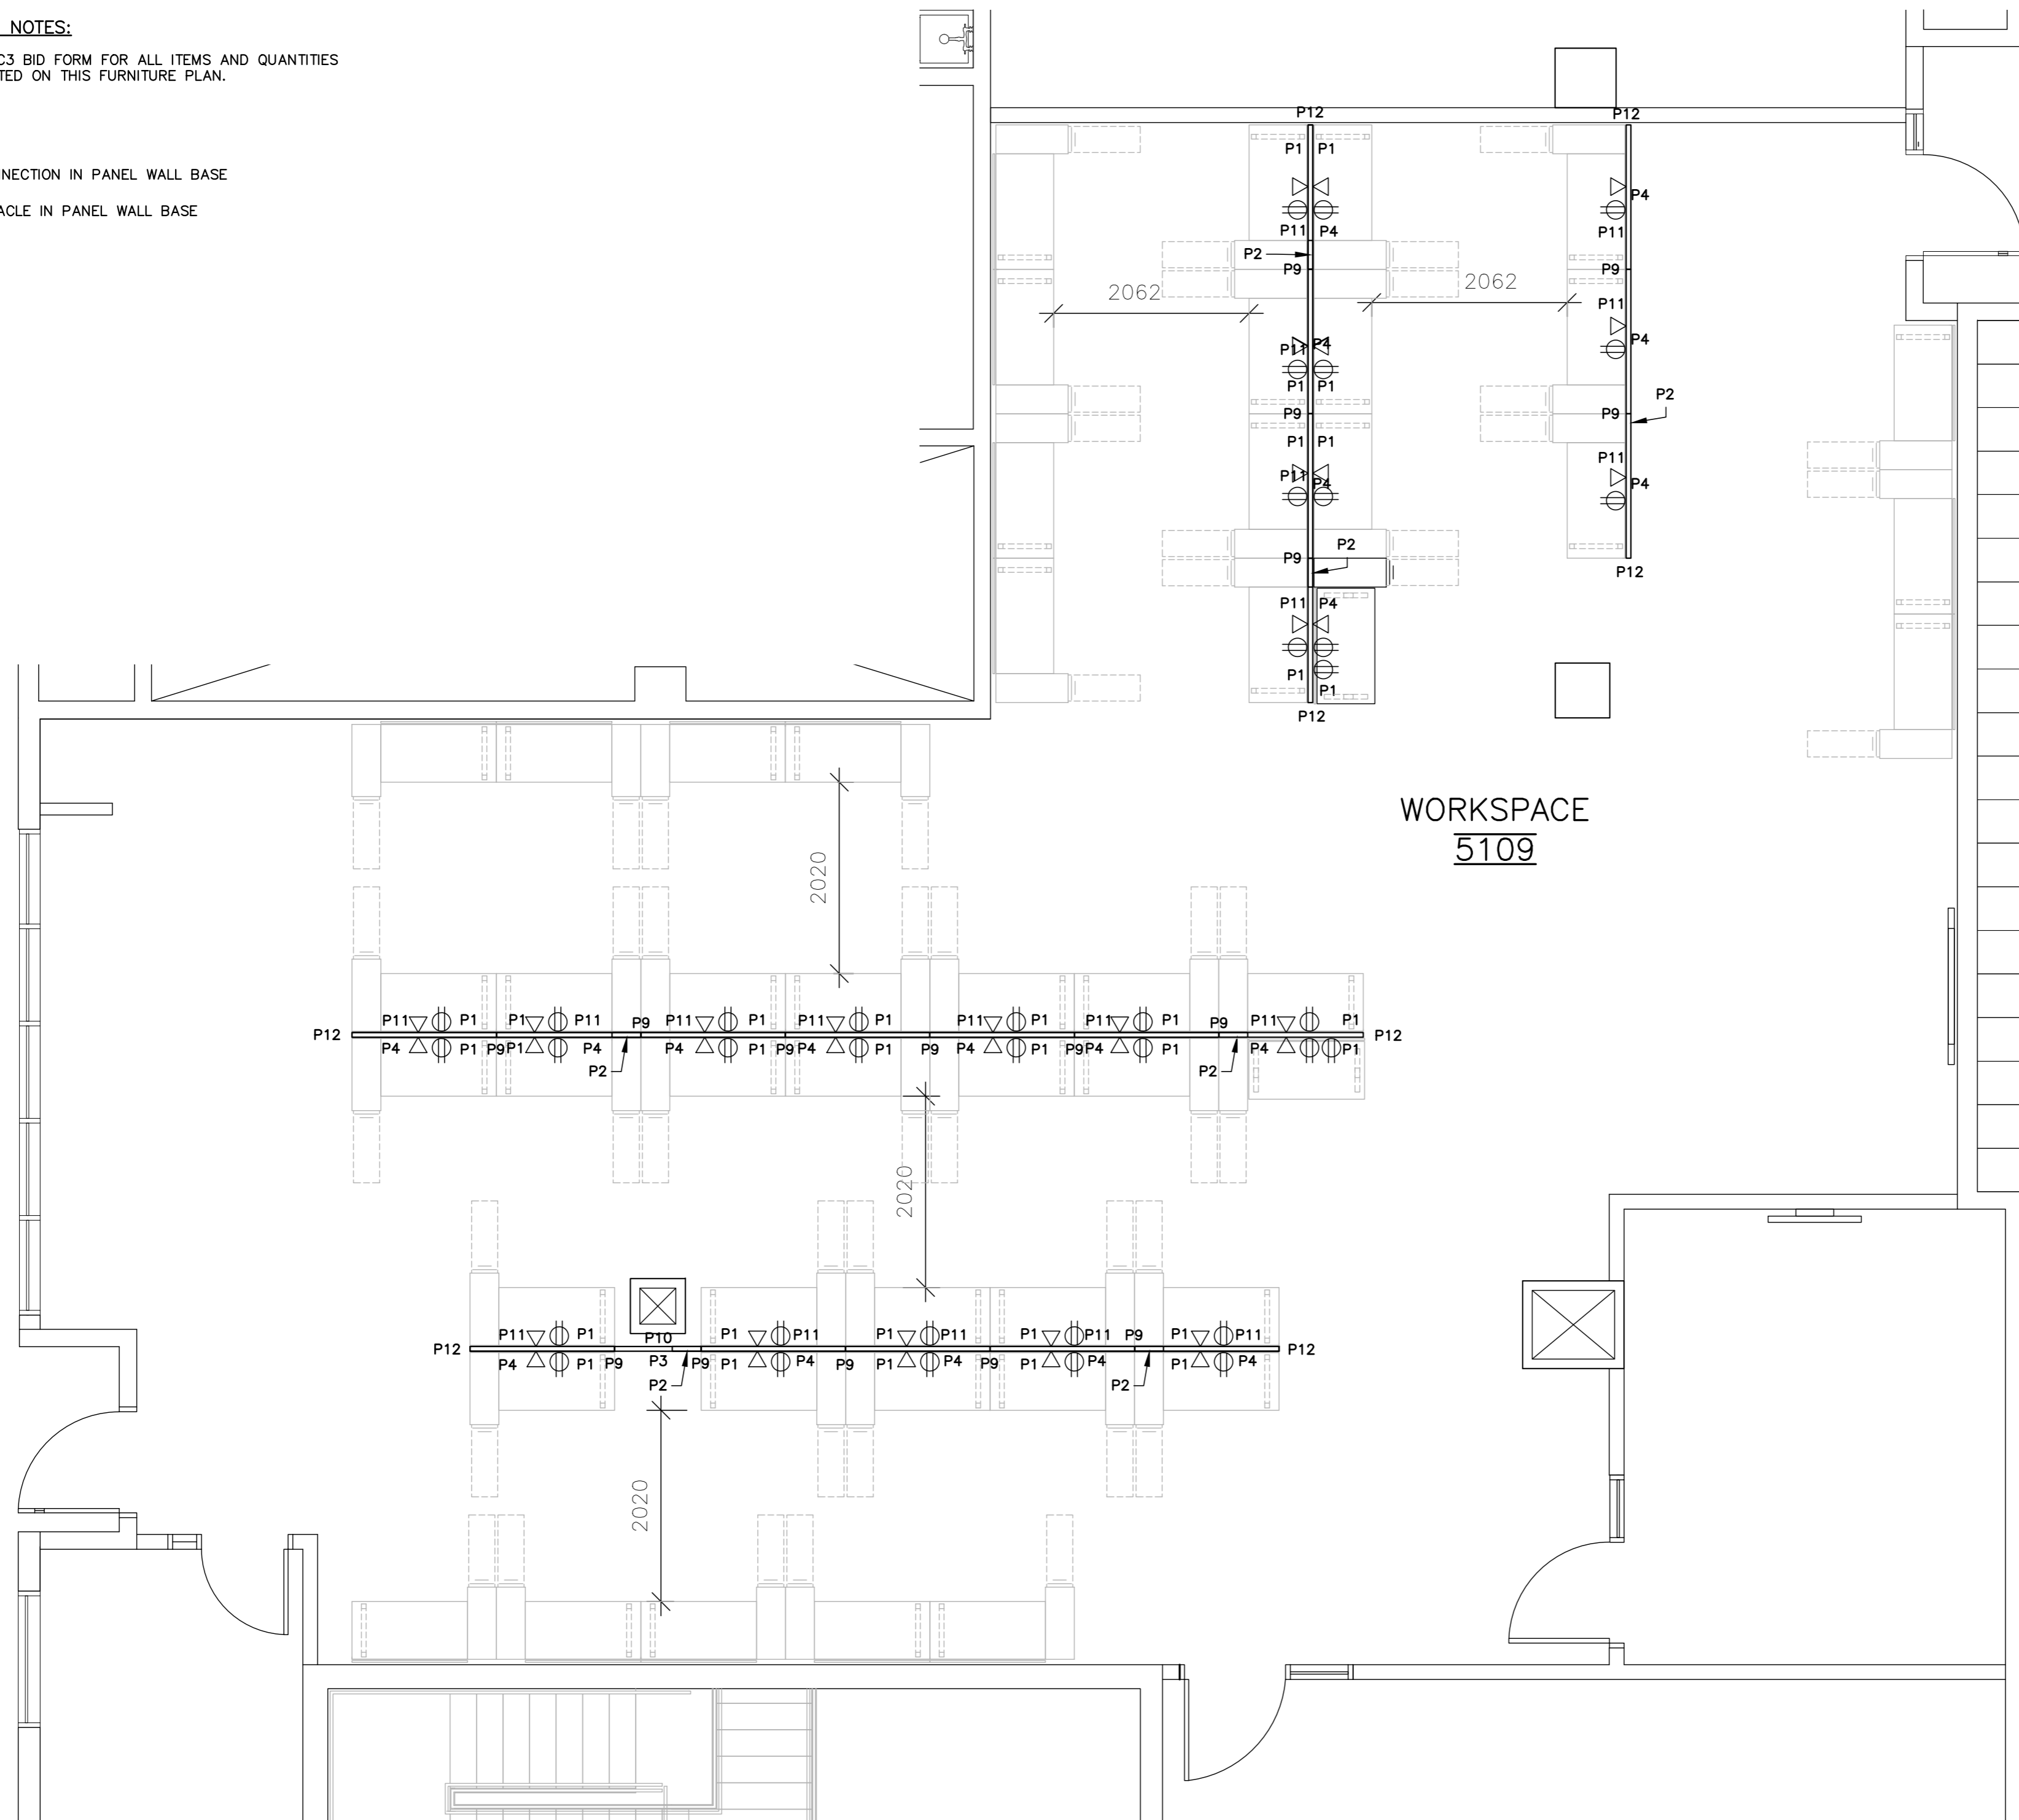 NOTES:
C3 BID FORM FOR ALL ITEMS AND QUANTITIES
TED ON THIS FURNITURE PLAN.
NNECTION IN PANEL WALL BASE
ACLE IN PANEL WALL BASE
P12 P12
P1 P1
P4
P11 P4 P11
P2
P9 P9
2062 2062
P11 P4
P11 P4
P1 P1
P2
P9 P9
P1 P1
P11 P4 P11 P4
P9 P2
P12
P11 P4
P1 P1
P12
WORKSPACE
5109
2020
P12 P11 P1 P1 P11 P9 P11 P1 P11 P1 P11 P1 P11 P1 P9 P11 P1 P12
P4 P1 P9 P1 P4 P4 P1 P9 P4 P1 P9 P4 P1 P9 P4 P1 P4 P1
P2 P2
2020
P12 P11 P1 P10 P1 P11 P1 P11 P1 P11 P9 P1 P11 P12
P4 P1 P9 P3 P9 P1 P4 P9 P1 P4 P9 P1 P4 P1 P4
P2 P2
2020